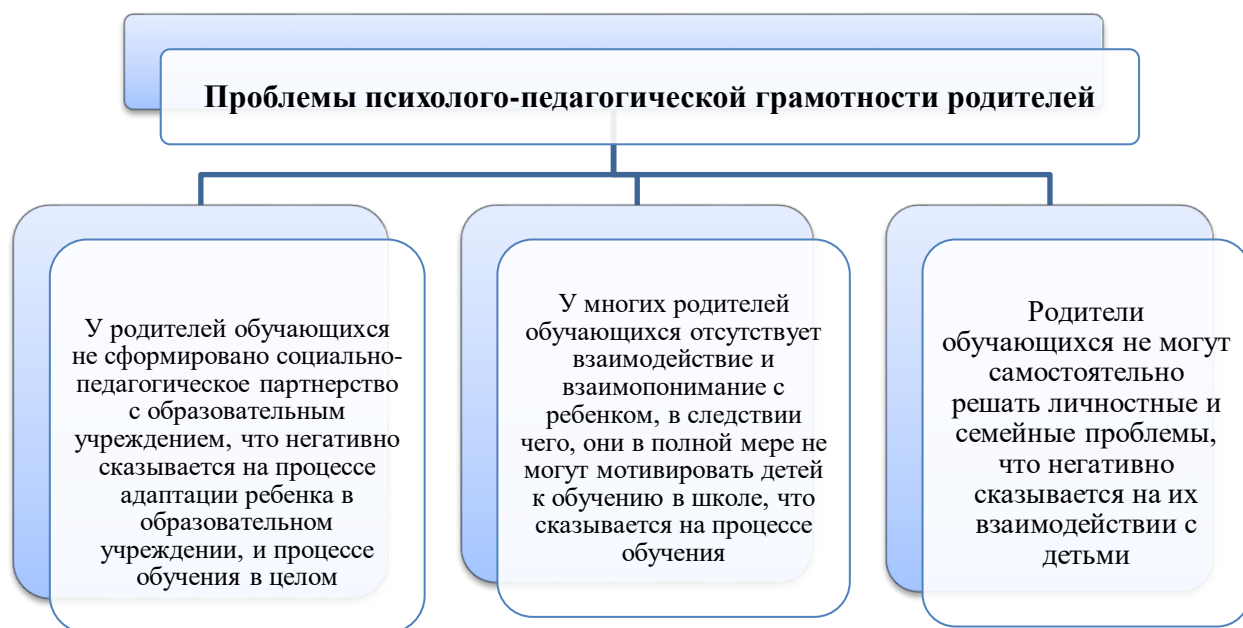 Проблемы психолого-педагогической грамотности родителей
У родителей обучающихся
не сформировано социально-
педагогическое партнерство
с образовательным
учреждением, что негативно
сказывается на процессе
адаптации ребенка в
образовательном
учреждении, и процессе
обучения в целом
У многих родителей
обучающихся отсутствует
взаимодействие и
взаимопонимание с
ребенком, в следствии
чего, они в полной мере не
могут мотивировать детей
к обучению в школе, что
сказывается на процессе
обучения
Родители
обучающихся не могут
самостоятельно
решать личностные и
семейные проблемы,
что негативно
сказывается на их
взаимодействии с
детьми